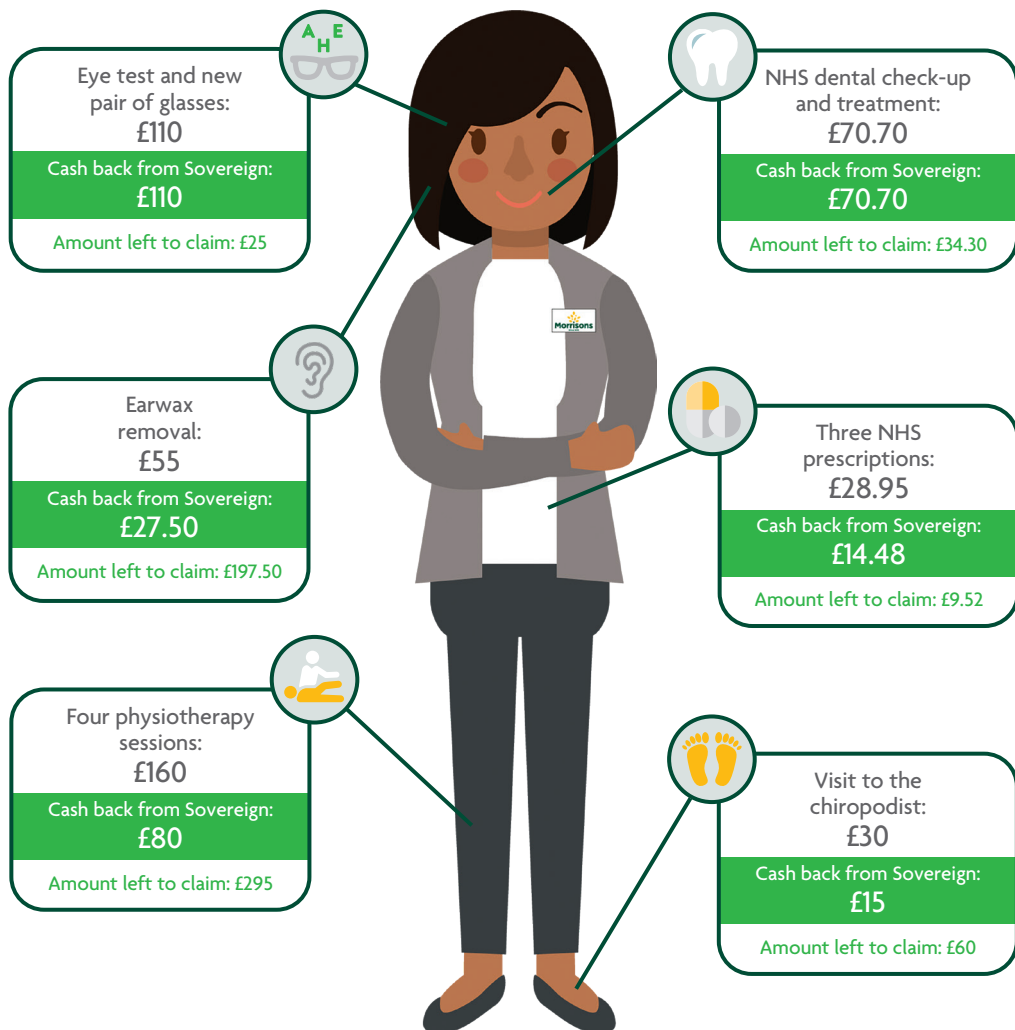 A E
H
Eye test and new
pair of glasses:
£110
Cash back from Sovereign:
£110
Amount left to claim: £25
NHS dental check-up
and treatment:
£70.70
Cash back from Sovereign:
£70.70
Amount left to claim: £34.30
Morrisons
Earwax
removal:
£55
Cash back from Sovereign:
£27.50
Amount left to claim: £197.50
Three NHS
prescriptions:
£28.95
Cash back from Sovereign:
£14.48
Amount left to claim: £9.52
Four physiotherapy
sessions:
£160
Cash back from Sovereign:
£80
Amount left to claim: £295
Visit to the
chiropodist:
£30
Cash back from Sovereign:
£15
Amount left to claim: £60